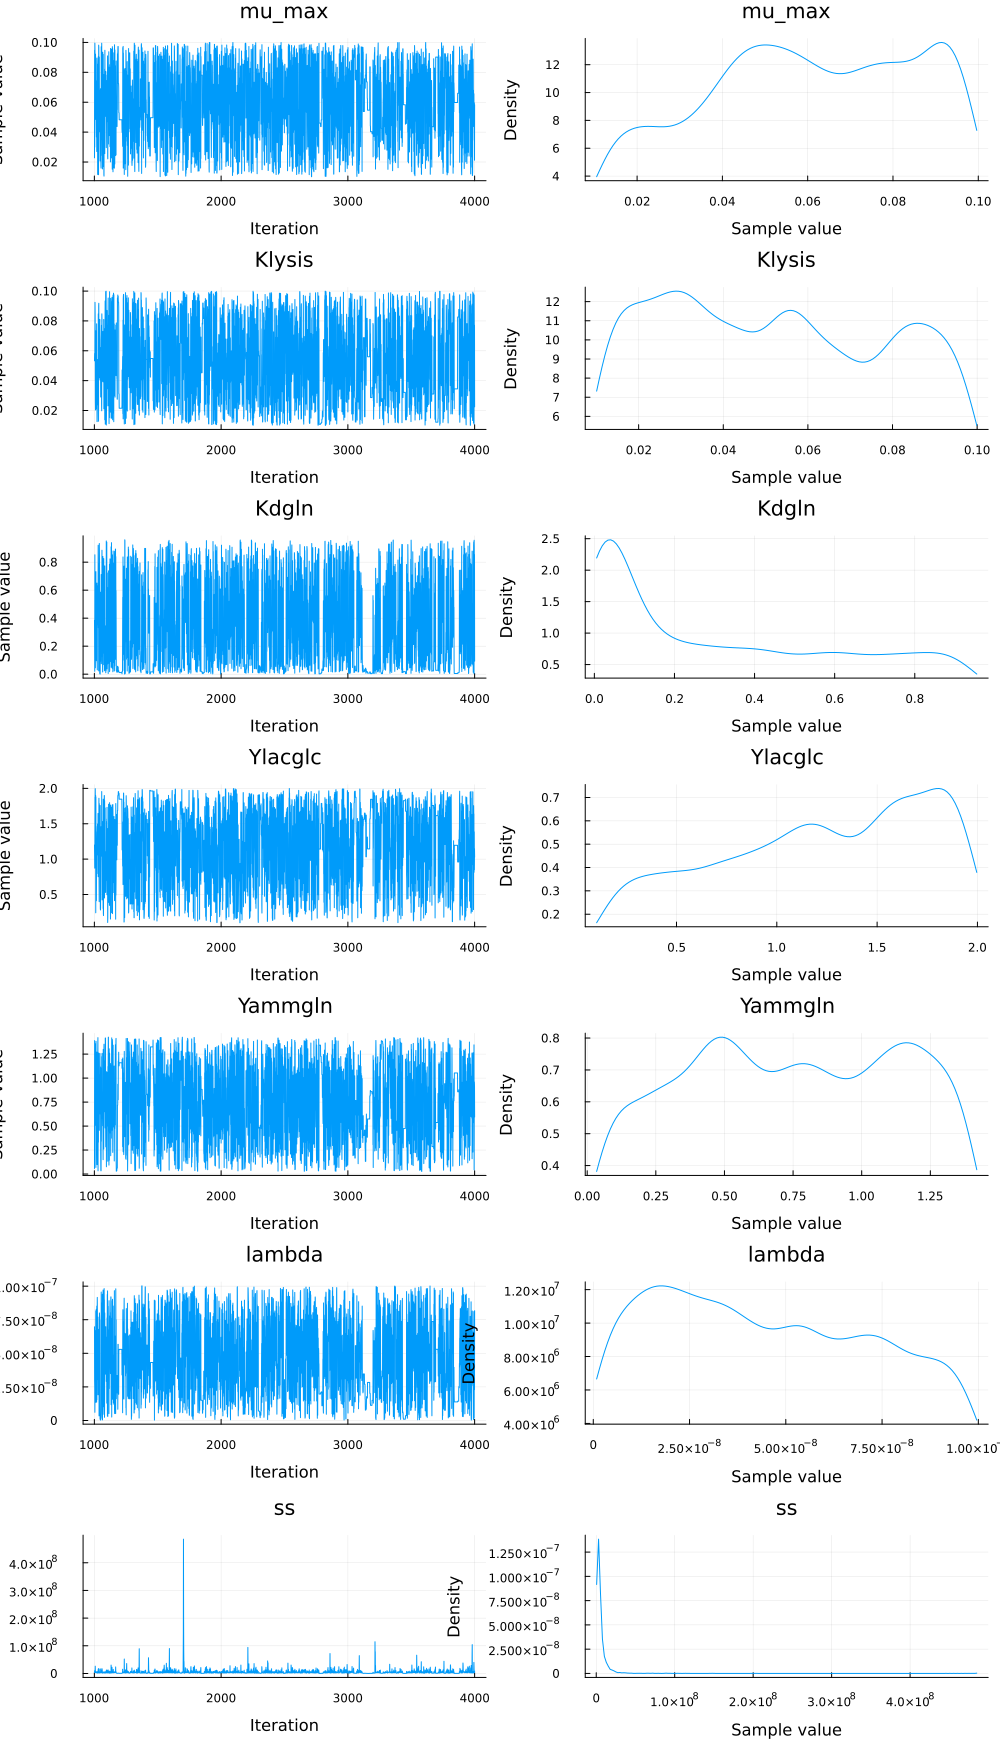 mu_max mu_max
0.10
0.08
0.06
0.04
0.02
1000 2000 3000 4000
Iteration
Density
12
10
8
6
4
0.02 0.04 0.06 0.08 0.10
Sample value
Klysis Klysis
0.10
0.08
0.06
0.04
0.02
1000 2000 3000 4000
Iteration
Density
12
11
10
9
8
7
6
0.02 0.04 0.06 0.08 0.10
Sample value
Kdgln Kdgln
Sample value
0.8
0.6
0.4
0.2
0.0
1000 2000 3000 4000
Iteration
Density
2.5
2.0
1.5
1.0
0.5
0.0 0.2 0.4 0.6 0.8
Sample value
Ylacglc Ylacglc
Sample value
2.0
1.5
1.0
0.5
1000 2000 3000 4000
Iteration
Density
0.7
0.6
0.5
0.4
0.3
0.2
0.5 1.0 1.5 2.0
Sample value
Yammgln Yammgln
1.25
1.00
0.75
0.50
0.25
0.00
1000 2000 3000 4000
Iteration
Density
0.8
0.7
0.6
0.5
0.4
0.00 0.25 0.50 0.75 1.00 1.25
Sample value
lambda lambda
.00×10⁻⁷
.50×10⁻⁸
.00×10⁻⁸
.50×10⁻⁸
0
1000 2000 3000 4000
Iteration
Density
1.20×10⁷
1.00×10⁷
8.00×10⁶
6.00×10⁶
4.00×10⁶
0 2.50×10⁻⁸ 5.00×10⁻⁸ 7.50×10⁻⁸ 1.00×10⁻
Sample value
ss ss
4.0×10⁸
3.0×10⁸
2.0×10⁸
1.0×10⁸
0
1000 2000 3000 4000
Iteration
Density
1.250×10⁻⁷
1.000×10⁻⁷
7.500×10⁻⁸
5.000×10⁻⁸
2.500×10⁻⁸
0
0 1.0×10⁸ 2.0×10⁸ 3.0×10⁸ 4.0×10⁸
Sample value